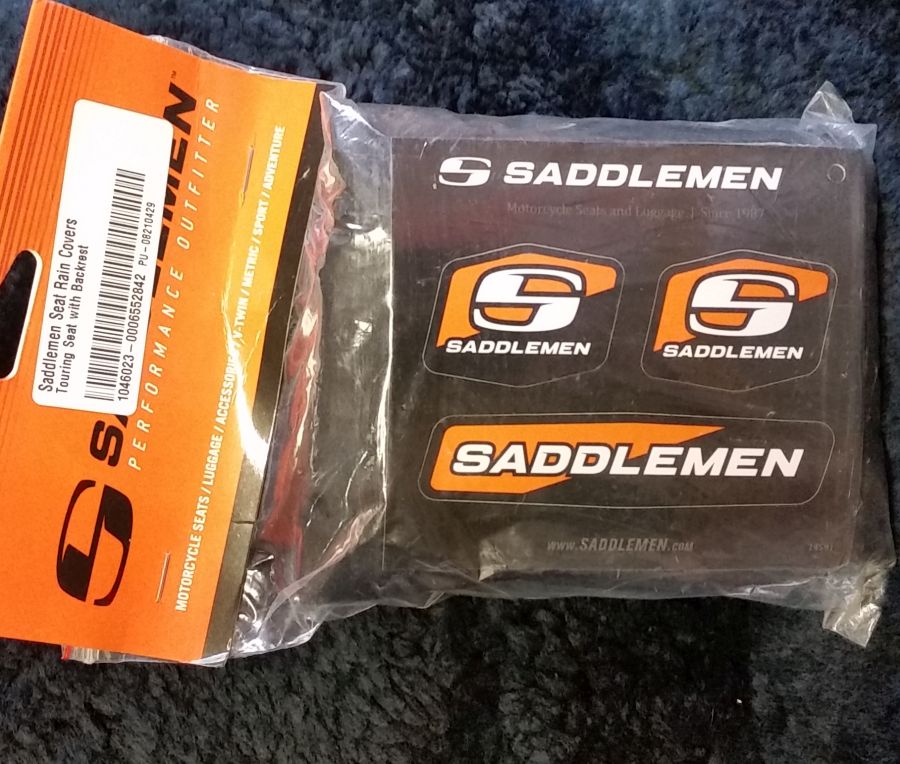 Saddlemen Seat Rain Covers
Touring Seat with Backrest
1046023-0006552842 PU-08210429
SADDLEMEN™
PERFORMANCE OUTFITTER
MOTORCYCLE SEATS / LUGGAGE / ACCESSORIES / V-TWIN / METRIC / SPORT / ADVENTURE
SADDLEMEN
Motorcycle Seats and Luggage | Since 1987
SADDLEMEN
SADDLEMEN
SADDLEMEN
www.SADDLEMEN.com